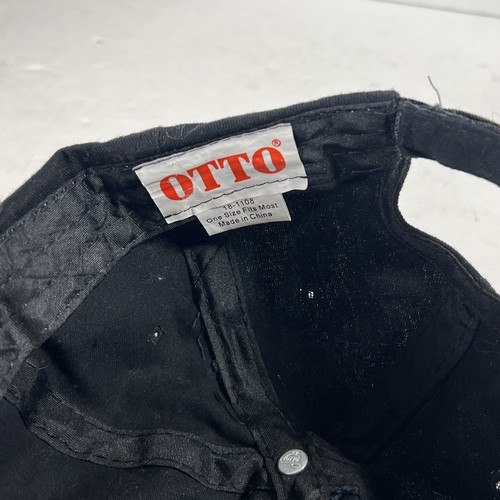 OTTO®
18-1108
One Size Fits Most
Made in China